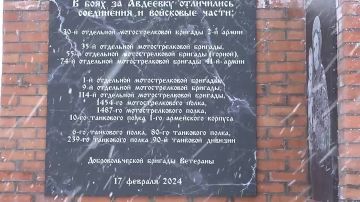 В боях за Авдеевку отличились
соединения и войсковые части:
30-й отдельной мотострелковой бригады 2-й армии
35-й отдельной мотострелковой бригады,
55-й отдельной мотострелковой бригады (горной),
74-й отдельной мотострелковой бригады 41-й армии
1-й отдельной мотострелковой бригады,
9-й отдельной мотострелковой бригады,
114-й отдельной мотострелковой бригады,
1454-го мотострелкового полка,
1487-го мотострелкового полка,
10-го танкового полка 1-го армейского корпуса
6-го танкового полка, 80-го танкового полка,
239-го танкового полка 90-й танковой дивизии
Добровольческой бригады Ветераны
17 февраля 2024